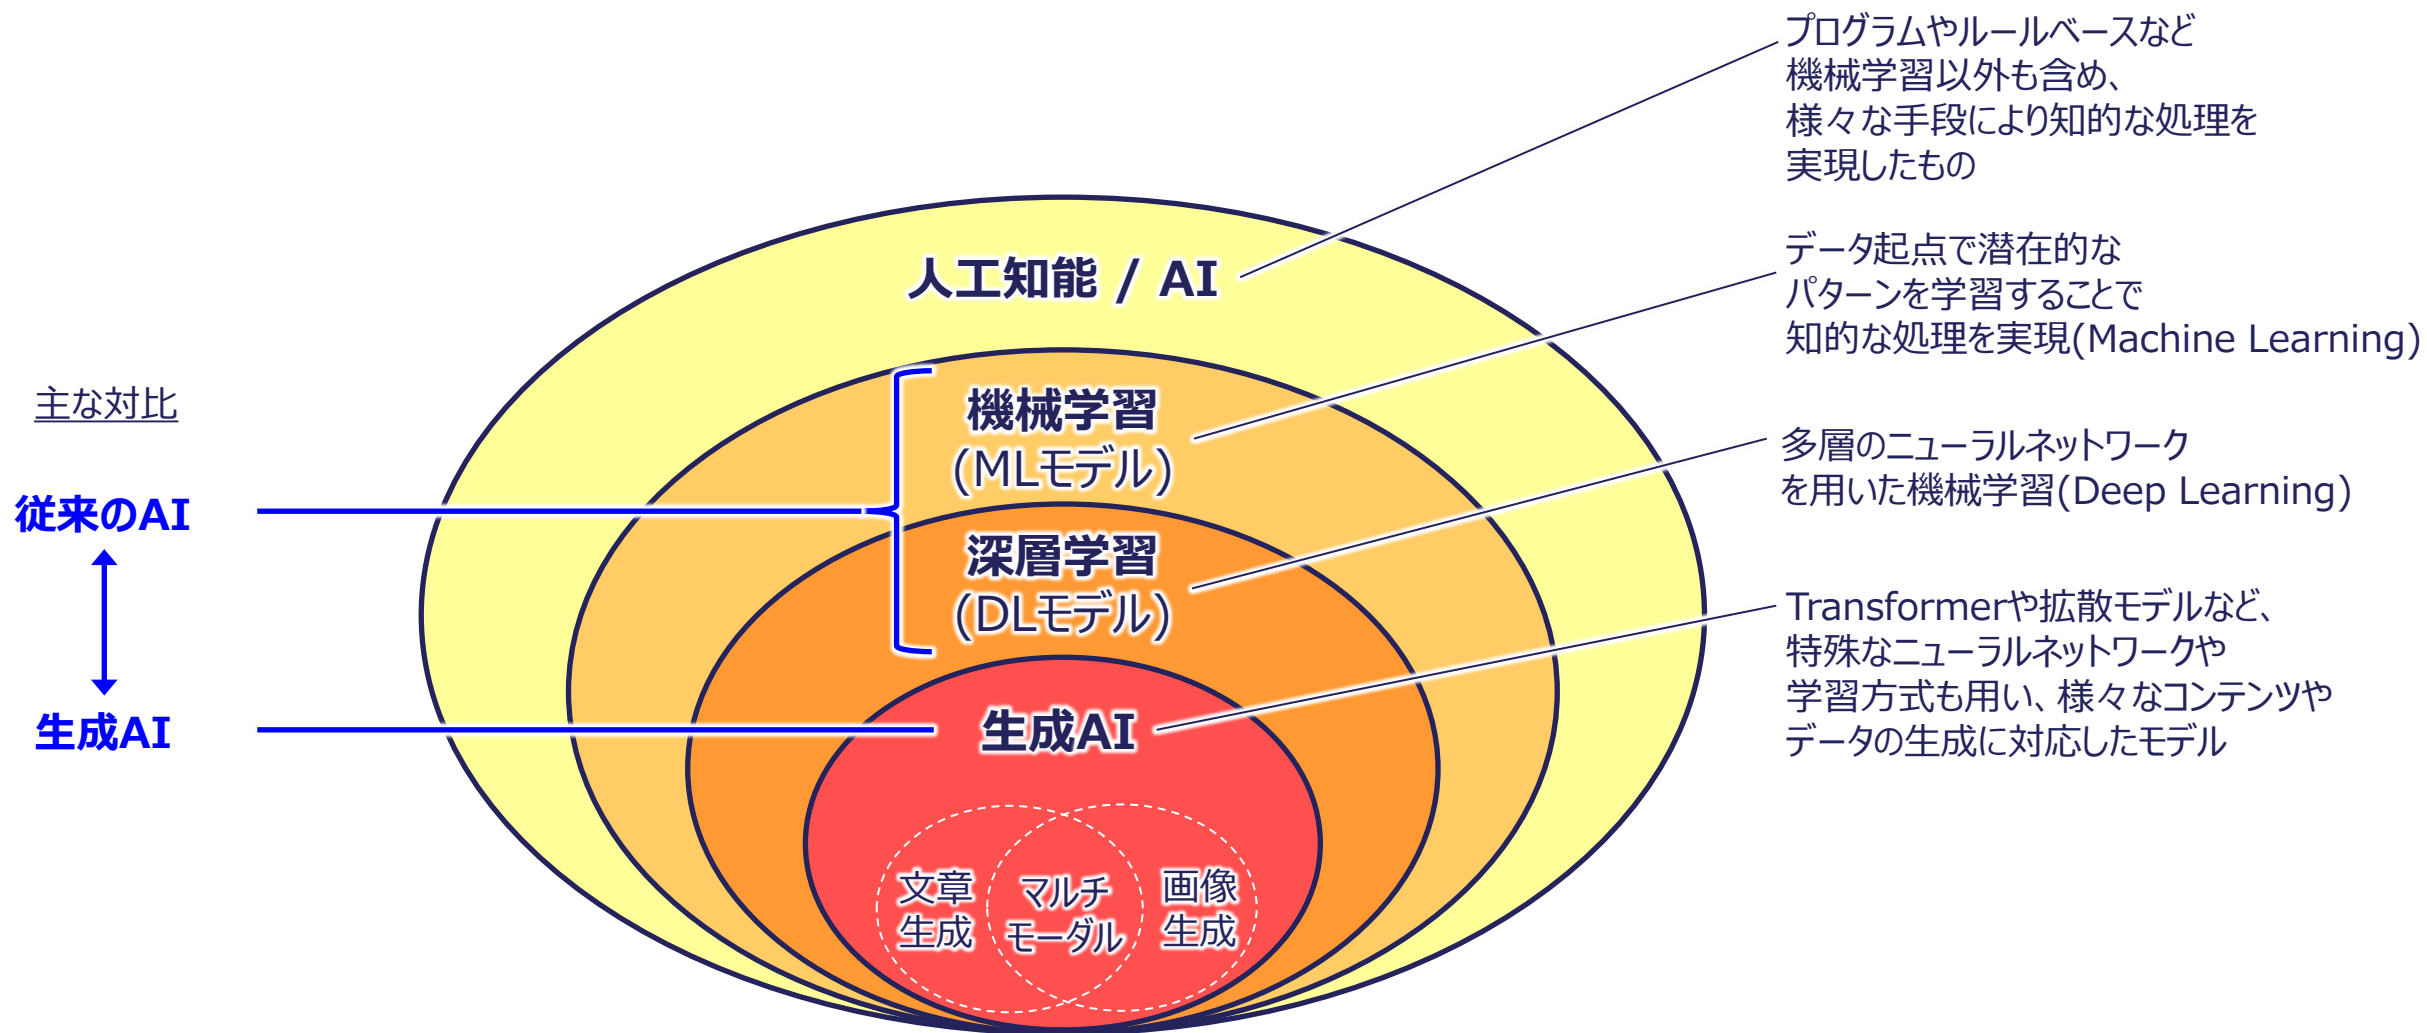 プログラムやルールベースなど
機械学習以外も含め、
様々な手段により知的な処理を
実現したもの
人工知能 / AI
データ起点で潜在的な
パターンを学習することで
知的な処理を実現(Machine Learning)
主な対比
機械学習
(MLモデル)
多層のニューラルネットワーク
を用いた機械学習(Deep Learning)
従来のAI
深層学習
(DLモデル)
Transformerや拡散モデルなど、
特殊なニューラルネットワークや
学習方式も用い、様々なコンテンツや
データの生成に対応したモデル
生成AI
生成AI
文章
生成
マルチ
モーダル
画像
生成